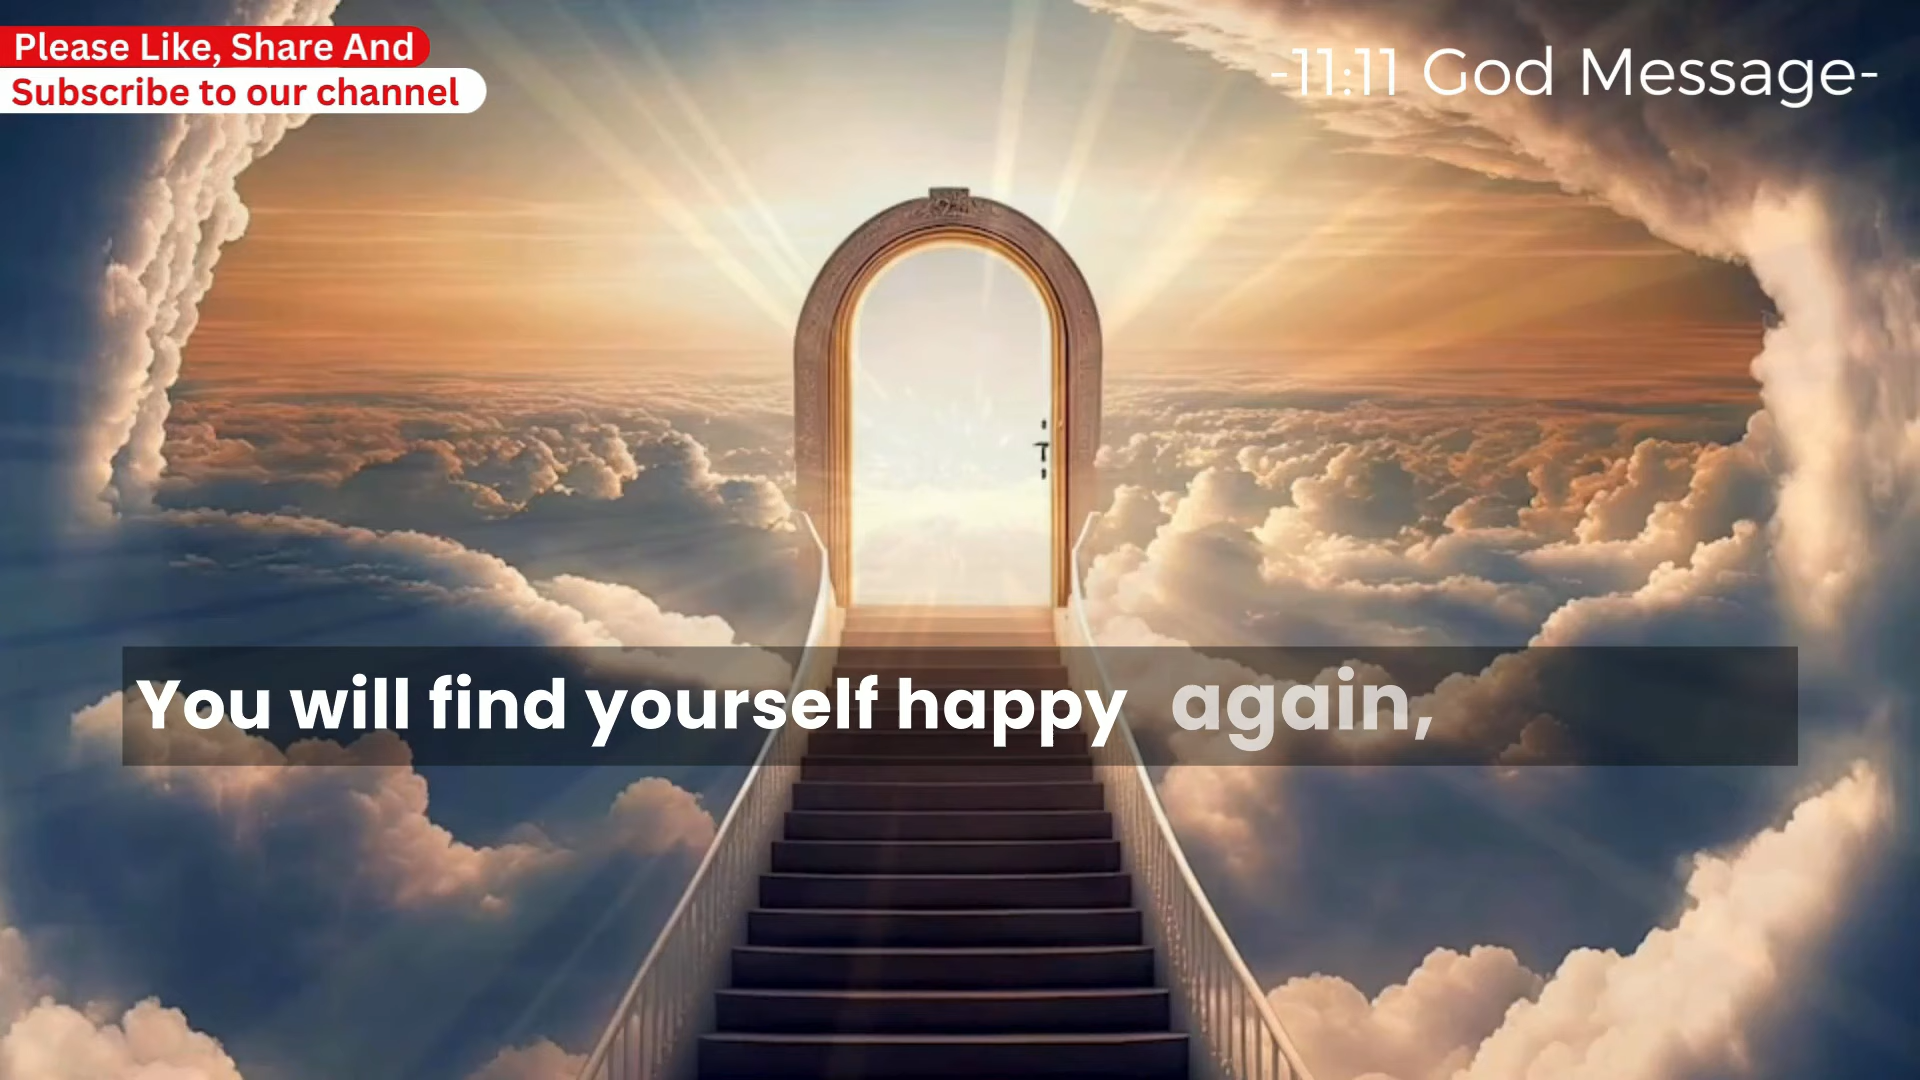 Please Like, Share And
Subscribe to our channel
-11:11 God Message-
You will find yourself happy again,